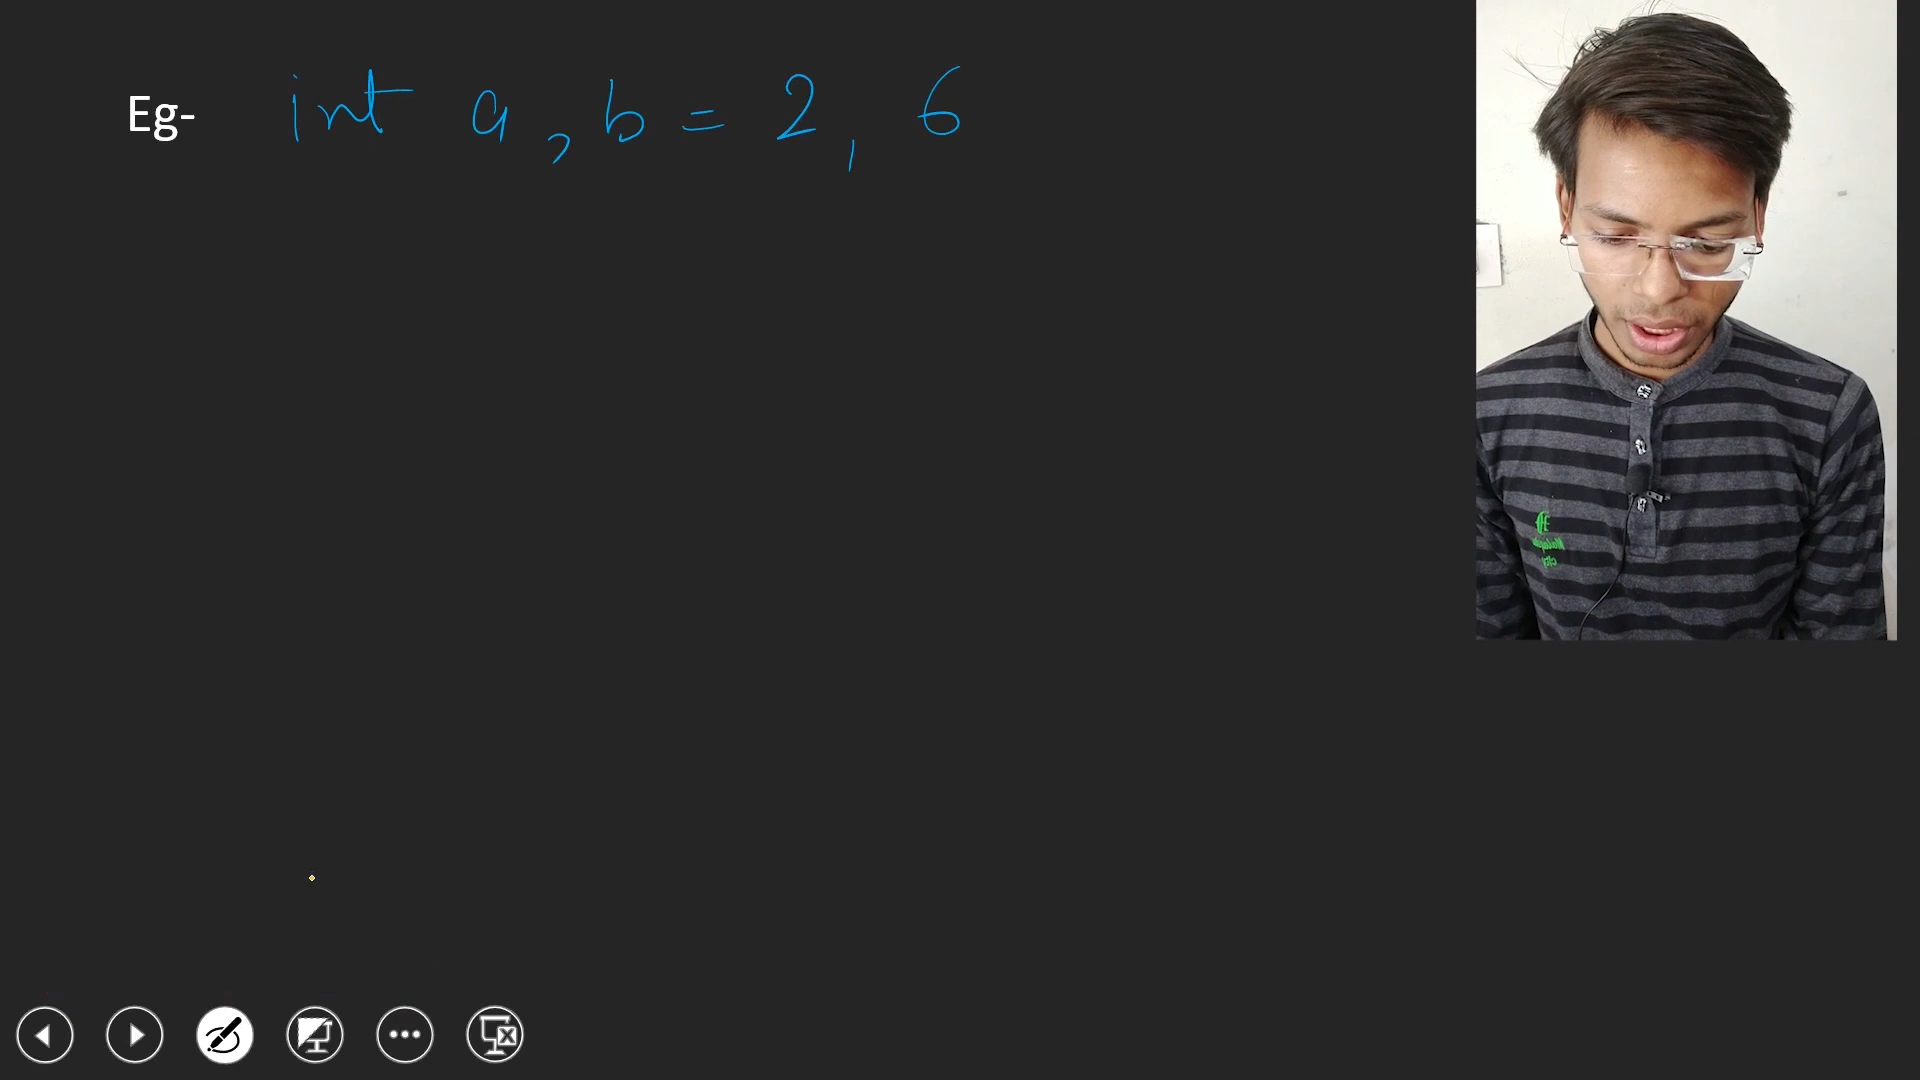 Eg- int a, b = 2, 6